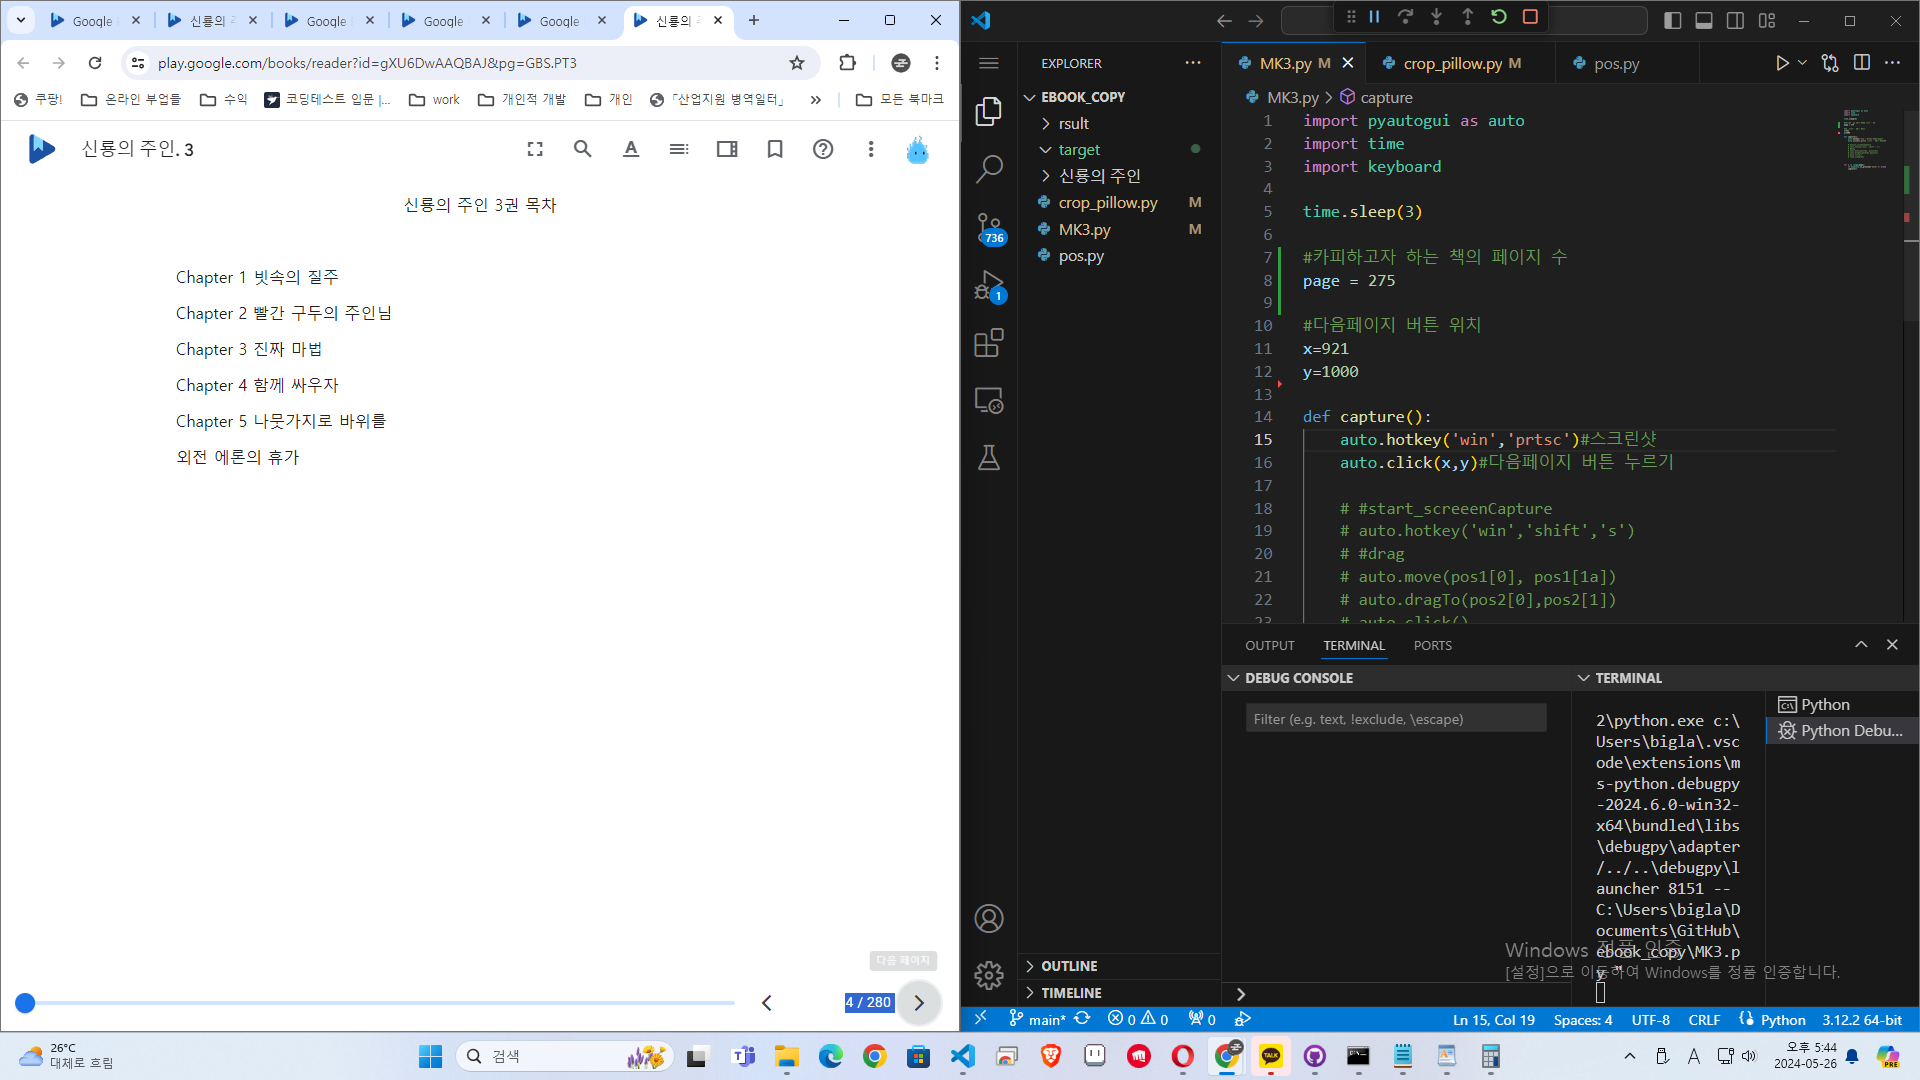 Google
신룡의 주
Google
Google
Google
신룡의 주
play.google.com/books/reader?id=gXU6DwAAQBAJ&pg=GBS.PT3
쿠팡!
온라인 부업들
수익
코딩테스트 입문 |...
work
개인적 개발
개인
「산업지원 병역일터」
»
모든 북마크
신룡의 주인. 3
신룡의 주인 3권 목차
Chapter 1 빗속의 질주
Chapter 2 빨간 구두의 주인님
Chapter 3 진짜 마법
Chapter 4 함께 싸우자
Chapter 5 나뭇가지로 바위를
외전 에론의 휴가
다음 페이지
4 / 280
EXPLORER
EBOOK_COPY
rsult
target
신룡의 주인
crop_pillow.py M
MK3.py M
pos.py
OUTLINE
TIMELINE
736
1
MK3.py M
crop_pillow.py M
pos.py
MK3.py > capture
1 import pyautogui as auto
2 import time
3 import keyboard
4
5 time.sleep(3)
6
7 #카피하고자 하는 책의 페이지 수
8 page = 275
9
10 #다음페이지 버튼 위치
11 x=921
12 y=1000
13
14 def capture():
15 auto.hotkey('win','prtsc')#스크린샷
16 auto.click(x,y)#다음페이지 버튼 누르기
17
18 # #start_screeenCapture
19 # auto.hotkey('win','shift','s')
20 # #drag
21 # auto.move(pos1[0], pos1[1a])
22 # auto.dragTo(pos2[0],pos2[1])
23 # auto.click()
OUTPUT
TERMINAL
PORTS
DEBUG CONSOLE
Filter (e.g. text, !exclude, \escape)
TERMINAL
2\python.exe c:\
Users\bigla\.vsc
ode\extensions\m
s-python.debugpy
-2024.6.0-win32-
x64\bundled\libs
\debugpy\adapter
/../..\debugpy\l
auncher 8151 --
C:\Users\bigla\D
ocuments\GitHub\
ebook_copy\MK3.p
y "
Python
Python Debu...
Windows 정품 인증
[설정]으로 이동하여 Windows를 정품 인증합니다.
main*
0 0
0
Ln 15, Col 19
Spaces: 4
UTF-8
CRLF
Python
3.12.2 64-bit
26°C
대체로 흐림
검색
TALK
A
오후 5:44
2024-05-26
PRE